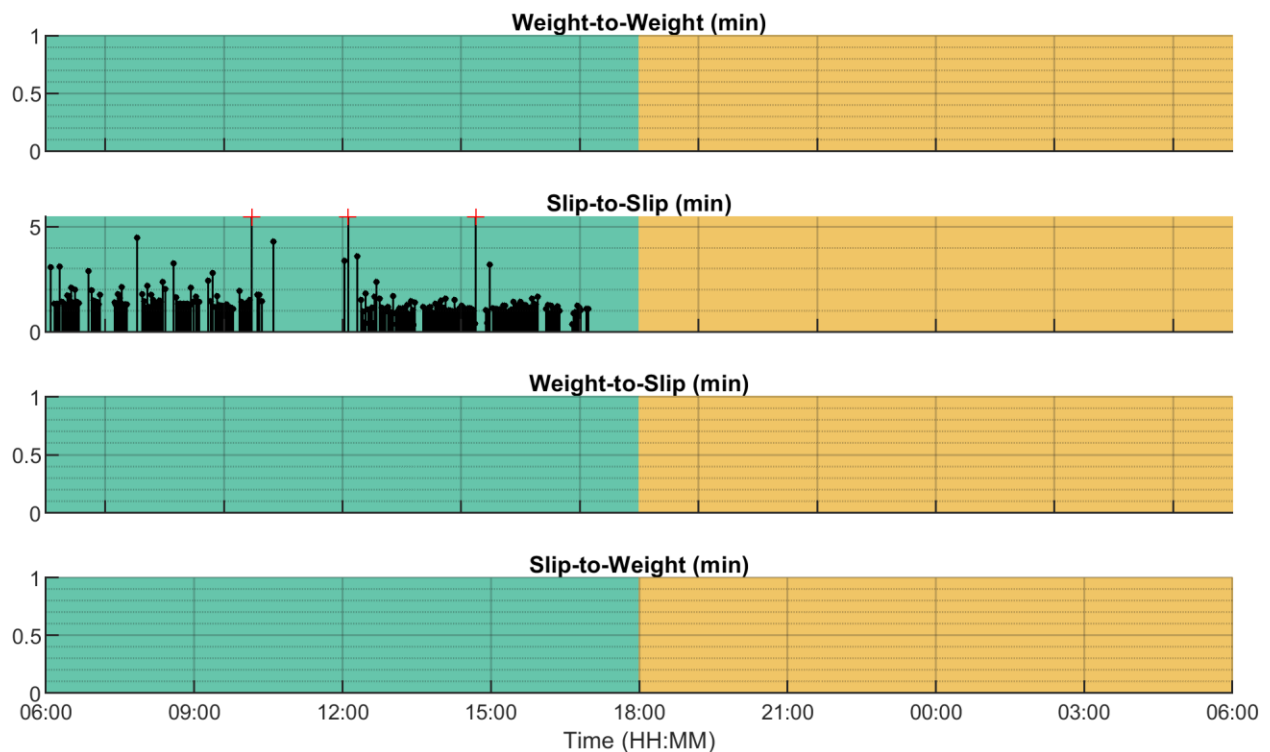 Weight-to-Weight (min)
1
0.5
0
Slip-to-Slip (min)
5
0
Weight-to-Slip (min)
1
0.5
0
Slip-to-Weight (min)
1
0.5
0
06:00 09:00 12:00 15:00 18:00 21:00 00:00 03:00 06:00
Time (HH:MM)